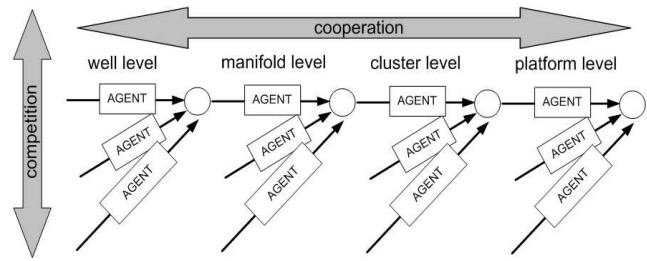 cooperation
competition
well level
manifold level
cluster level
platform level
AGENT
AGENT
AGENT
AGENT
AGENT
AGENT
AGENT
AGENT
AGENT
AGENT
AGENT
AGENT